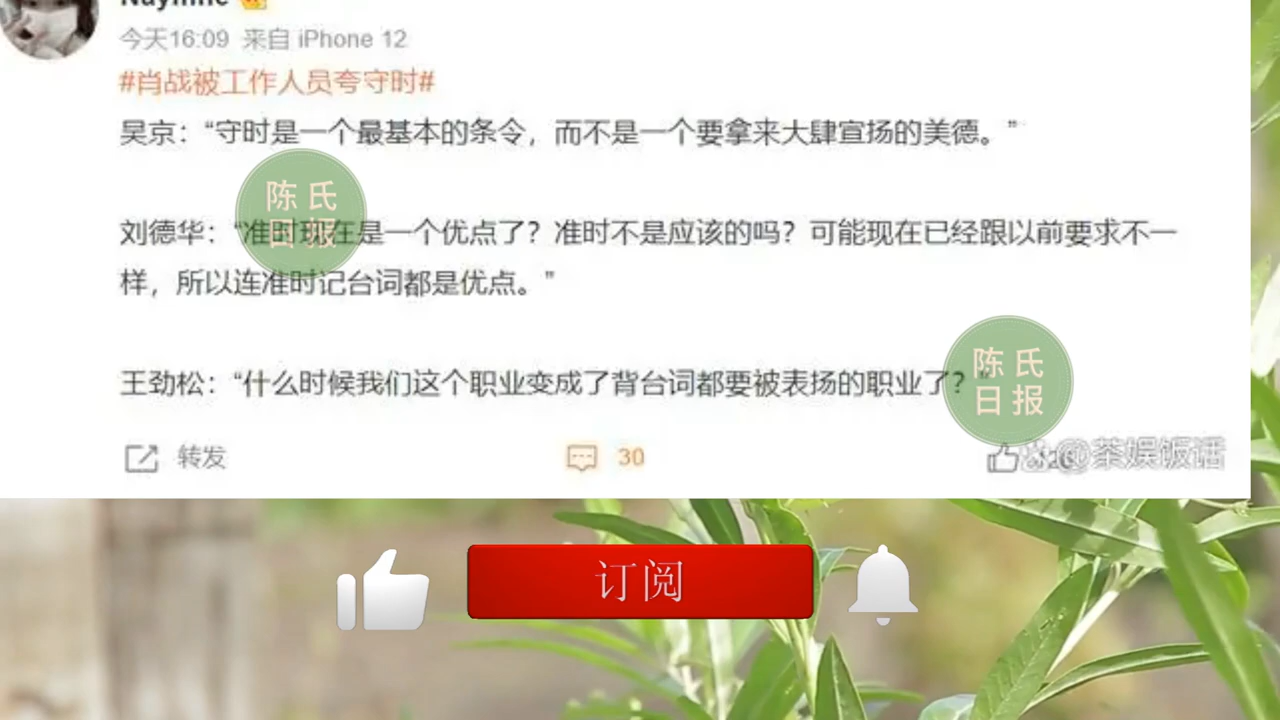 今天16:09 来自 iPhone 12
#肖战被工作人员夸守时#
吴京：“守时是一个最基本的条令，而不是一个要拿来大肆宣扬的美德。”
陈氏
日报
刘德华：“准时现在是一个优点了？准时不是应该的吗？可能现在已经跟以前要求不一
样，所以连准时记台词都是优点。”
陈氏
日报
王劲松：“什么时候我们这个职业变成了背台词都要被表扬的职业了？”
转发
30
@茶娱饭话
订阅